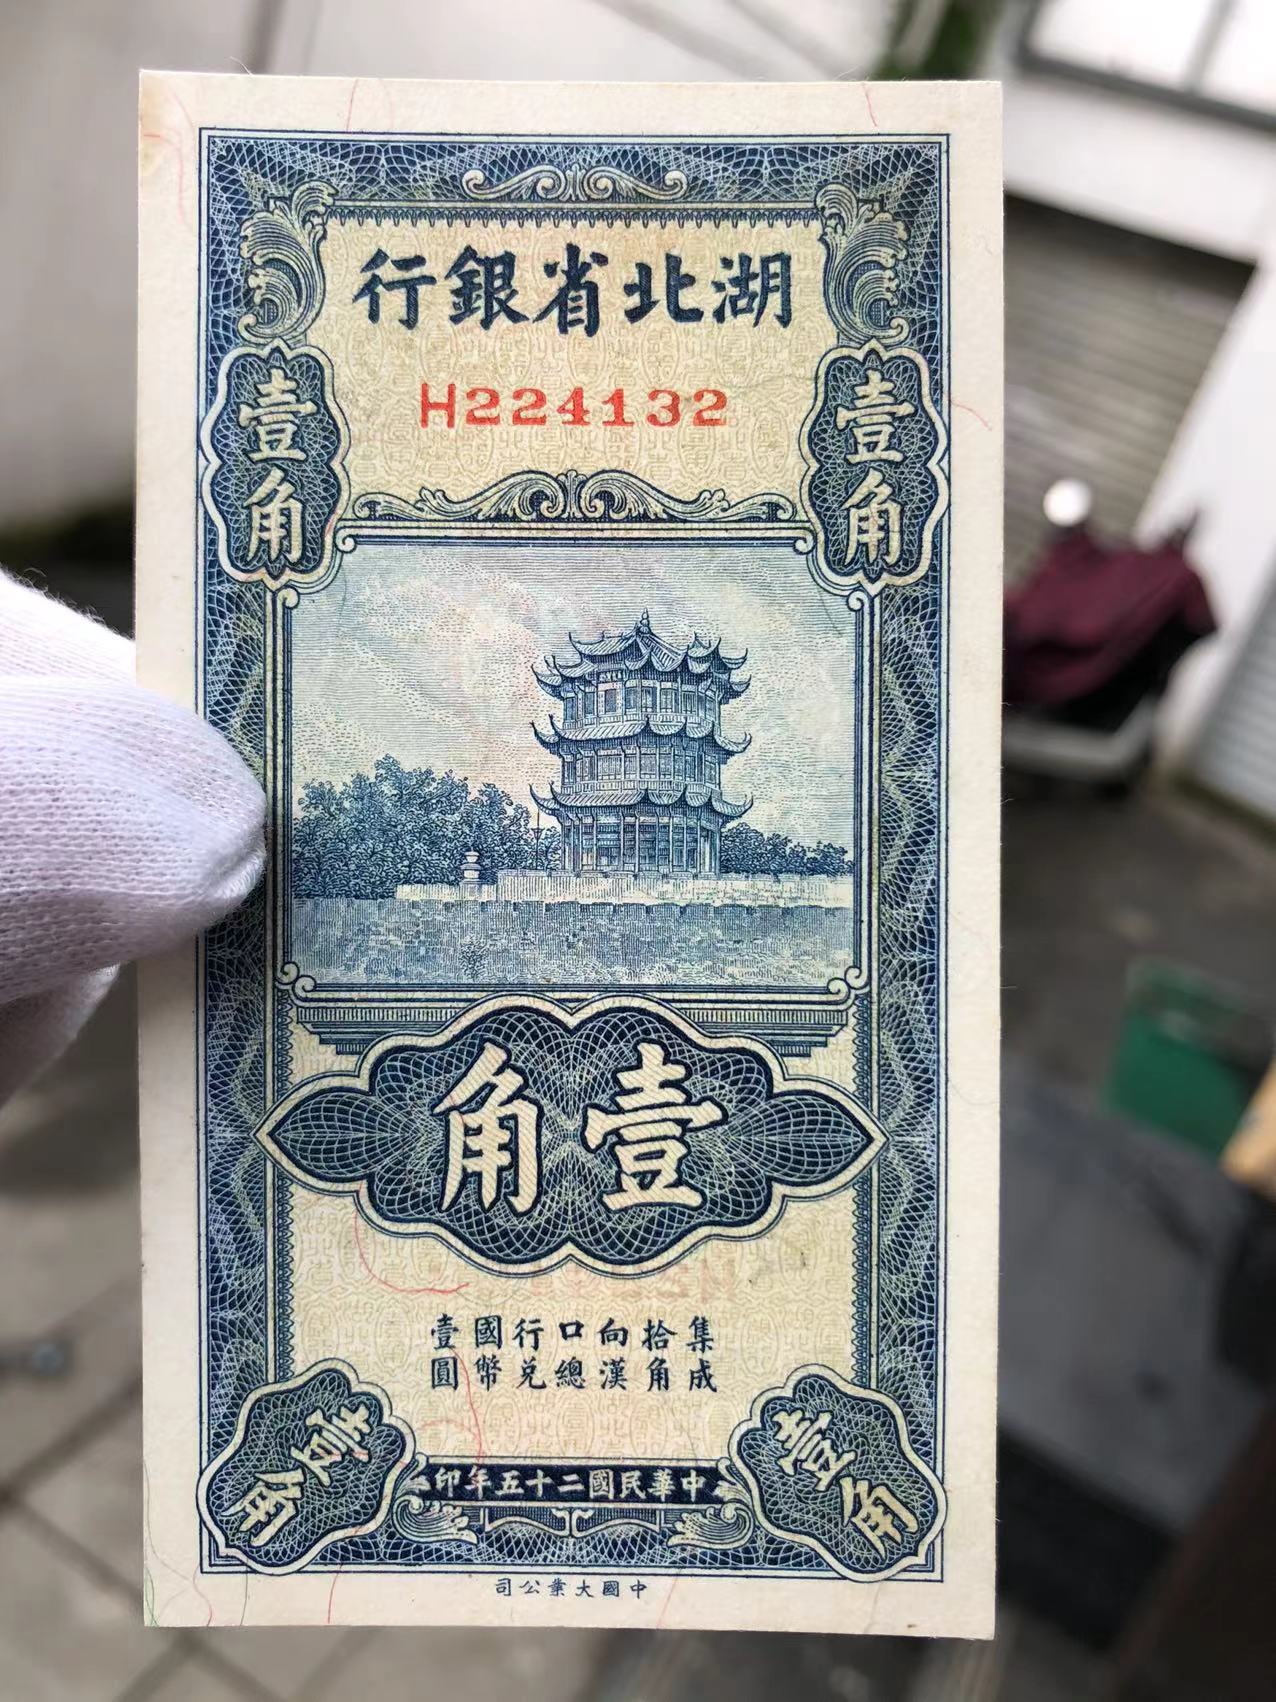 湖北省銀行
H224132
壹角
壹角
壹角
集成
拾角
向漢
口總
行兌
國幣
壹圓
壹角
壹角
中華民國二十五年印
中國大業公司